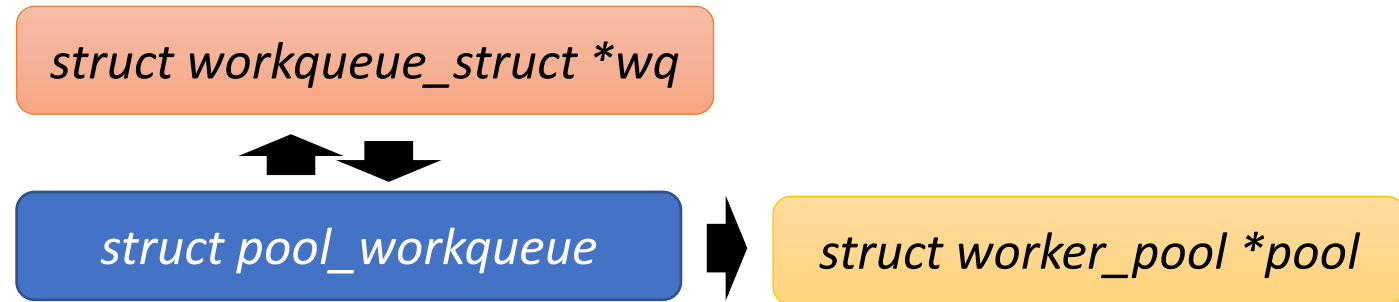 struct workqueue_struct *wq
struct pool_workqueue
struct worker_pool *pool